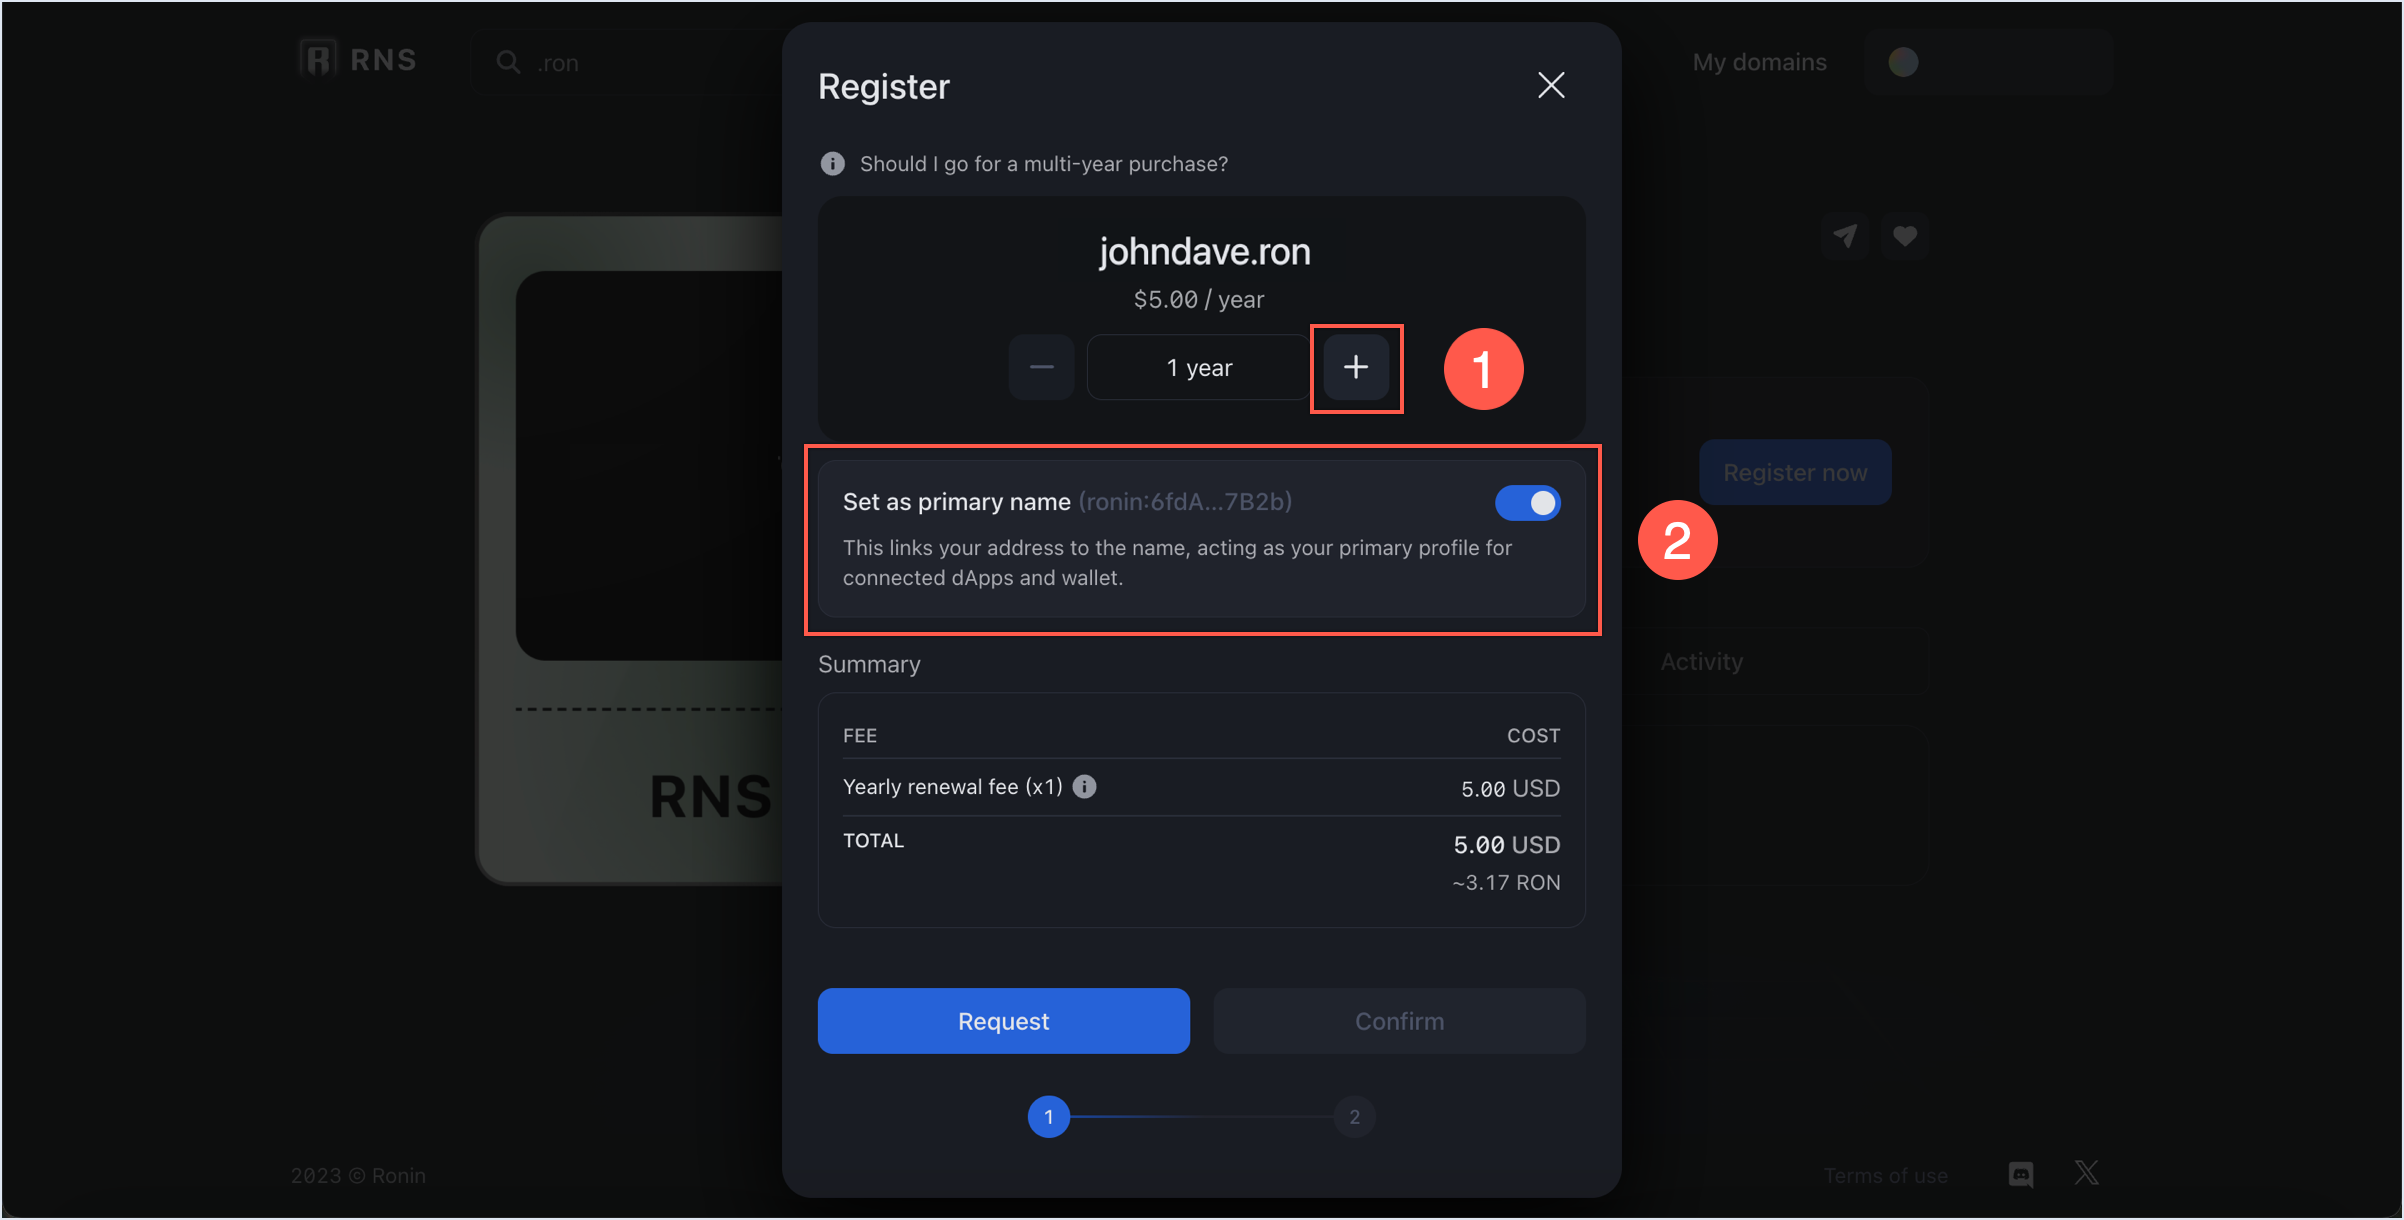 RNS
.ron
My domains
Register
Should I go for a multi-year purchase?
johndave.ron
$5.00 / year
1 year
1
Set as primary name (ronin:6fdA...7B2b)
This links your address to the name, acting as your primary profile for
connected dApps and wallet.
Register now
2
Activity
Summary
FEE COST
Yearly renewal fee (x1) 5.00 USD
TOTAL 5.00 USD
~3.17 RON
RNS
Request Confirm
1 2
2023 © Ronin
Terms of use